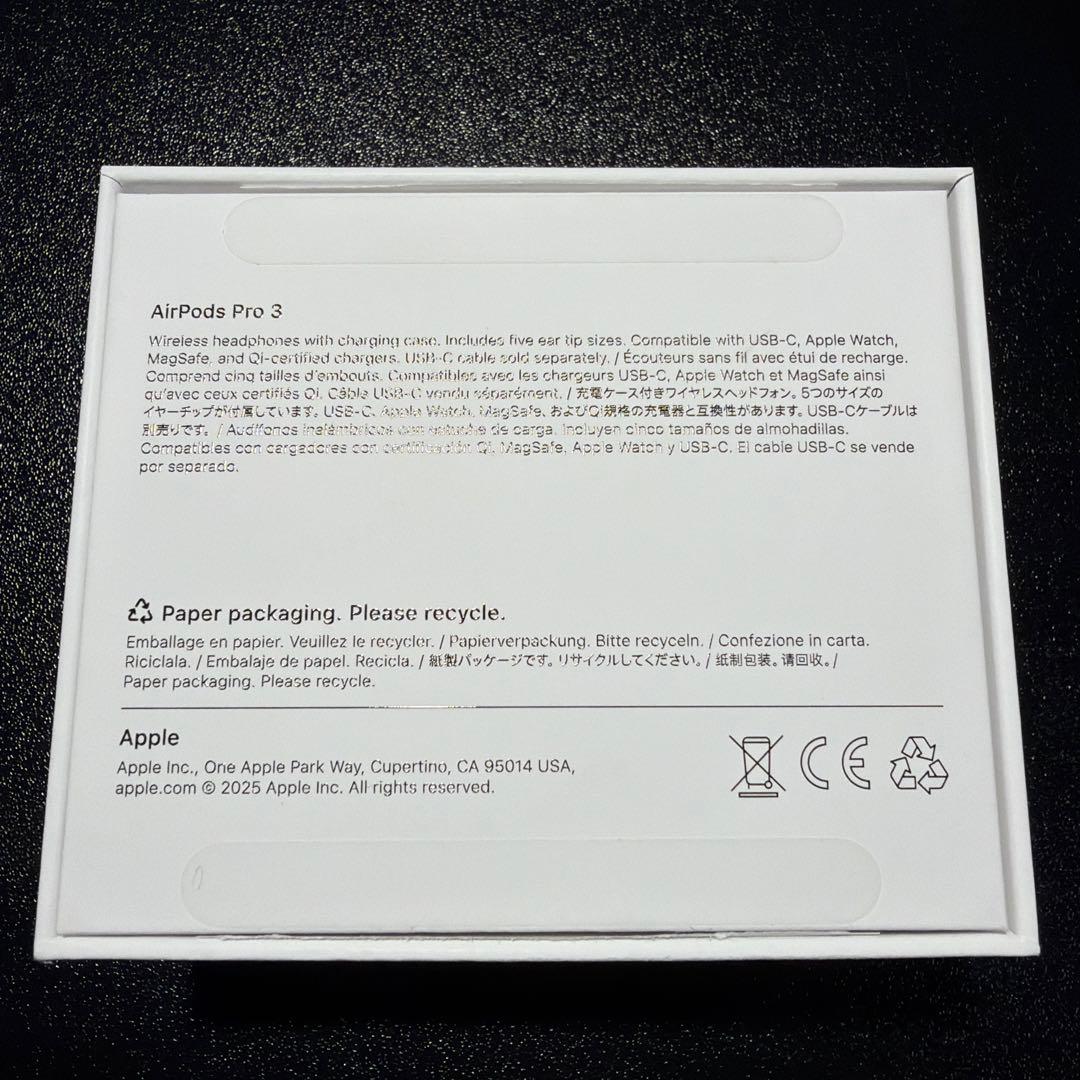 AirPods Pro 3
Wireless headphones with charging case. Includes five ear tip sizes. Compatible with USB-C, Apple Watch,
MagSafe, and Qi-certified chargers. USB-C cable sold separately. / Écouteurs sans fil avec étui de recharge.
Comprend cinq tailles d'embouts. Compatibles avec les chargeurs USB-C, Apple Watch et MagSafe ainsi
qu'avec ceux certifiés Qi. Câble USB-C vendu séparément. / 充電ケース付きワイヤレスヘッドフォン。5つのサイズの
イヤーチップが付属しています。USB-C、Apple Watch、MagSafe、およびQi規格の充電器と互換性があります。USB-Cケーブルは
別売りです。/ Audífonos inalámbricos con estuche de carga. Incluyen cinco tamaños de almohadillas.
Compatibles con cargadores con certificación Qi, MagSafe, Apple Watch y USB-C. El cable USB-C se vende
por separado.
Paper packaging. Please recycle.
Emballage en papier. Veuillez le recycler. / Papierverpackung. Bitte recyceln. / Confezione in carta.
Riciclala. / Embalaje de papel. Recicla. / 紙製パッケージです。リサイクルしてください。/ 纸制包装。请回收。/
Paper packaging. Please recycle.
Apple
Apple Inc., One Apple Park Way, Cupertino, CA 95014 USA,
apple.com © 2025 Apple Inc. All rights reserved.
CE